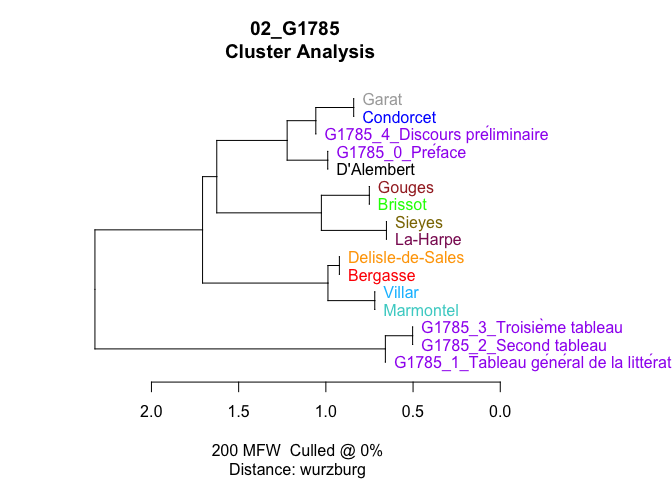 02_G1785
Cluster Analysis
Garat
Condorcet
G1785_4_Discours préliminaire
G1785_0_Préface
D'Alembert
Gouges
Brissot
Sieyes
La-Harpe
Delisle-de-Sales
Bergasse
Villar
Marmontel
G1785_3_Troisième tableau
G1785_2_Second tableau
G1785_1_Tableau général de la littérat
2.0 1.5 1.0 0.5 0.0
200 MFW Culled @ 0%
Distance: wurzburg